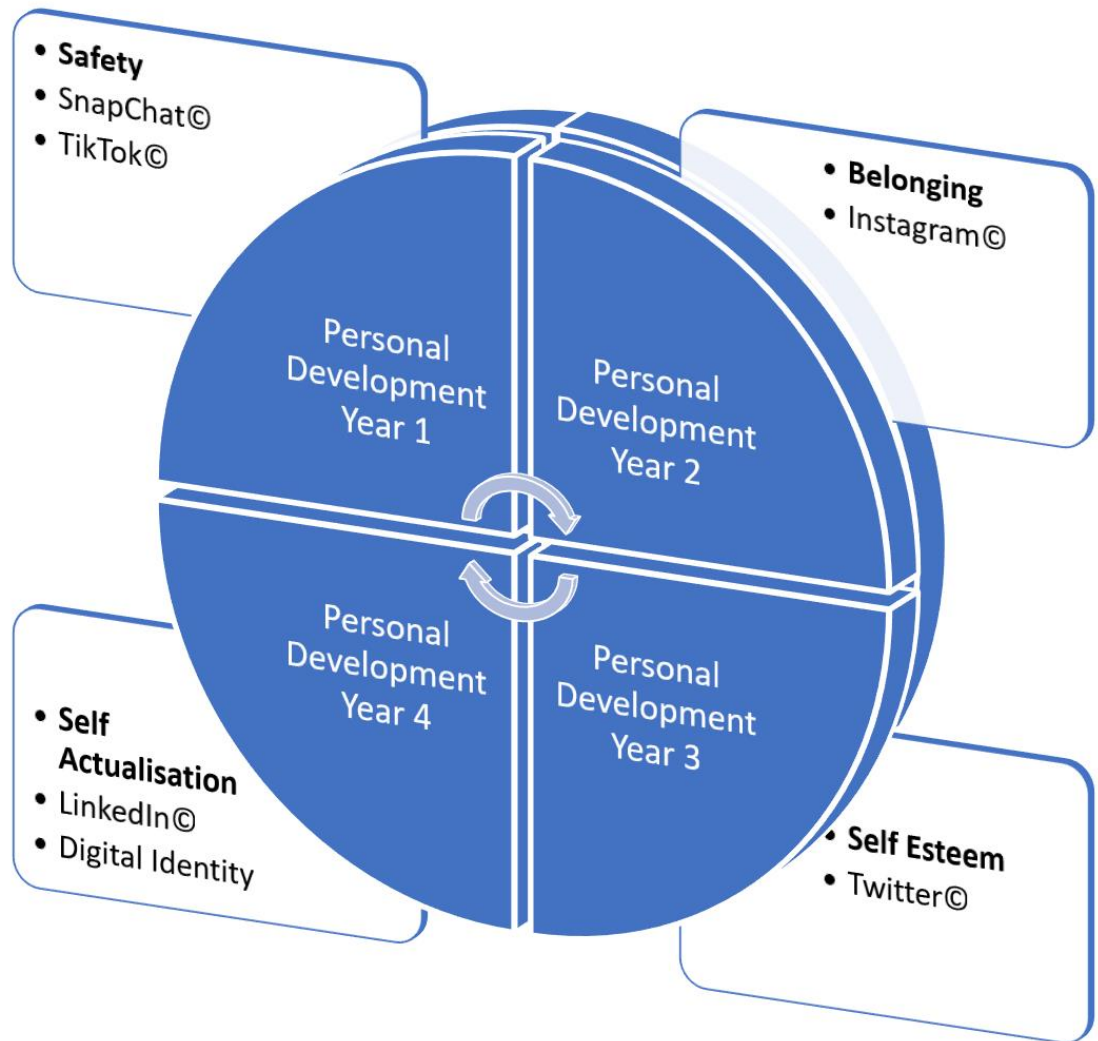 • Safety
• SnapChat©
• TikTok©
• Belonging
• Instagram©
Personal
Development
Year 1
Personal
Development
Year 2
Personal
Development
Year 4
Personal
Development
Year 3
• Self
Actualisation
• LinkedIn©
• Digital Identity
• Self Esteem
• Twitter©